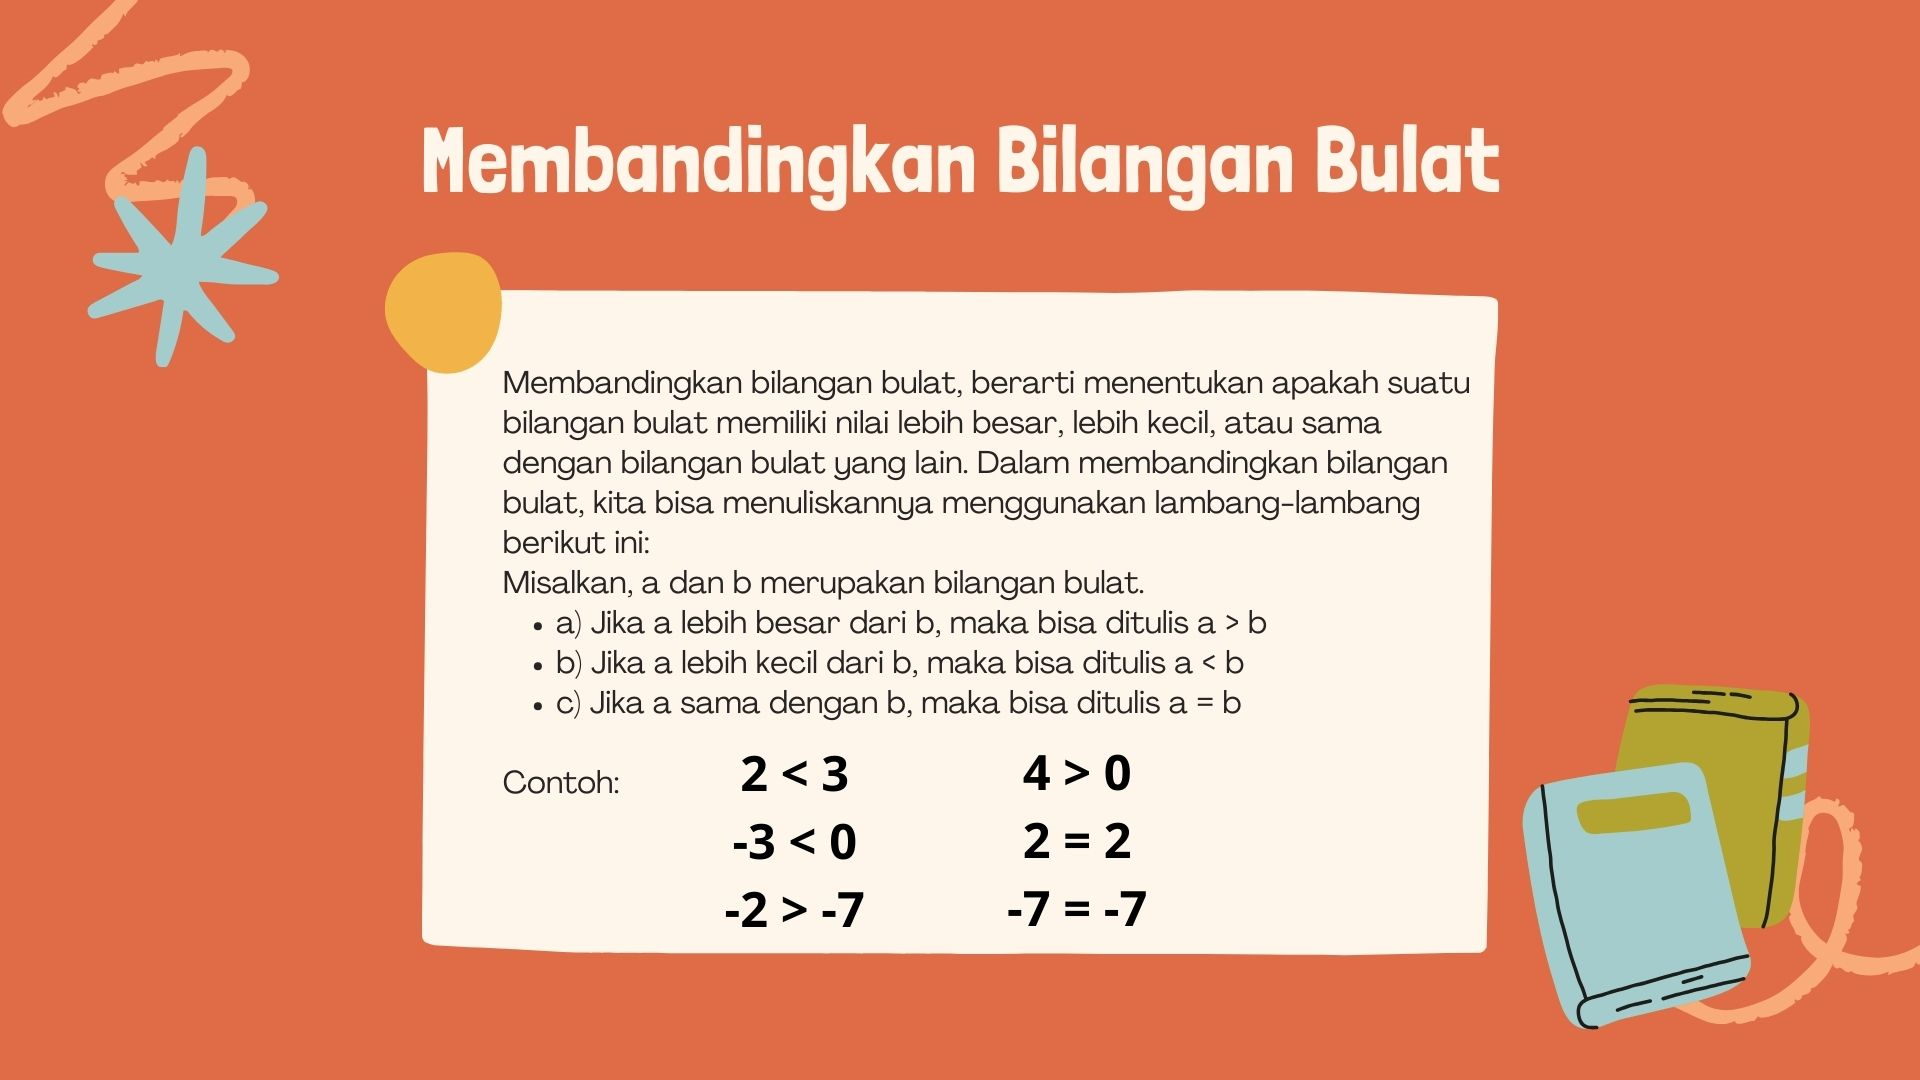 Membandingkan Bilangan Bulat
Membandingkan bilangan bulat, berarti menentukan apakah suatu
bilangan bulat memiliki nilai lebih besar, lebih kecil, atau sama
dengan bilangan bulat yang lain. Dalam membandingkan bilangan
bulat, kita bisa menuliskannya menggunakan lambang-lambang
berikut ini:
Misalkan, a dan b merupakan bilangan bulat.
• a) Jika a lebih besar dari b, maka bisa ditulis a > b
• b) Jika a lebih kecil dari b, maka bisa ditulis a < b
• c) Jika a sama dengan b, maka bisa ditulis a = b
Contoh:
2 < 3
-3 < 0
-2 > -7
4 > 0
2 = 2
-7 = -7